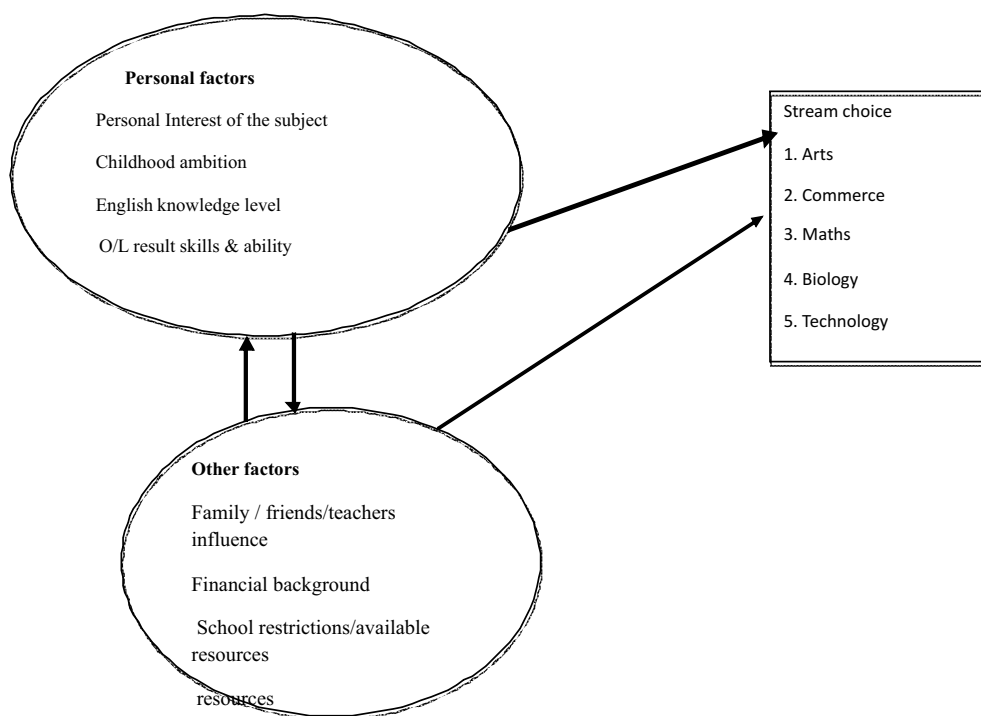 Personal factors
Personal Interest of the subject
Childhood ambition
English knowledge level
O/L result skills & ability
Stream choice
1. Arts
2. Commerce
3. Maths
4. Biology
5. Technology
Other factors
Family / friends/teachers
influence
Financial background
School restrictions/available
resources
resources